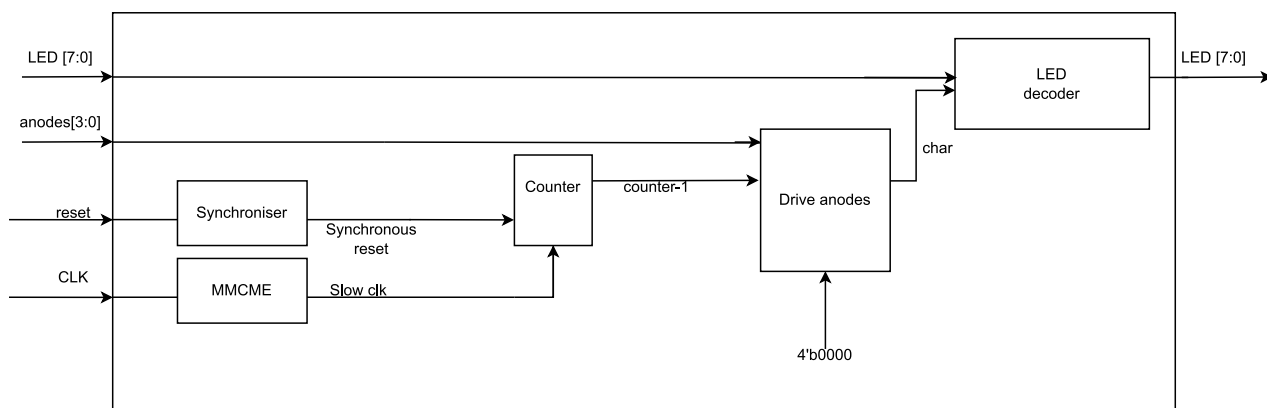 LED [7:0]
LED
decoder
LED [7:0]
anodes[3:0]
char
Counter
counter-1
Drive anodes
reset
Synchroniser
Synchronous
reset
CLK
MMCME
Slow clk
4'b0000